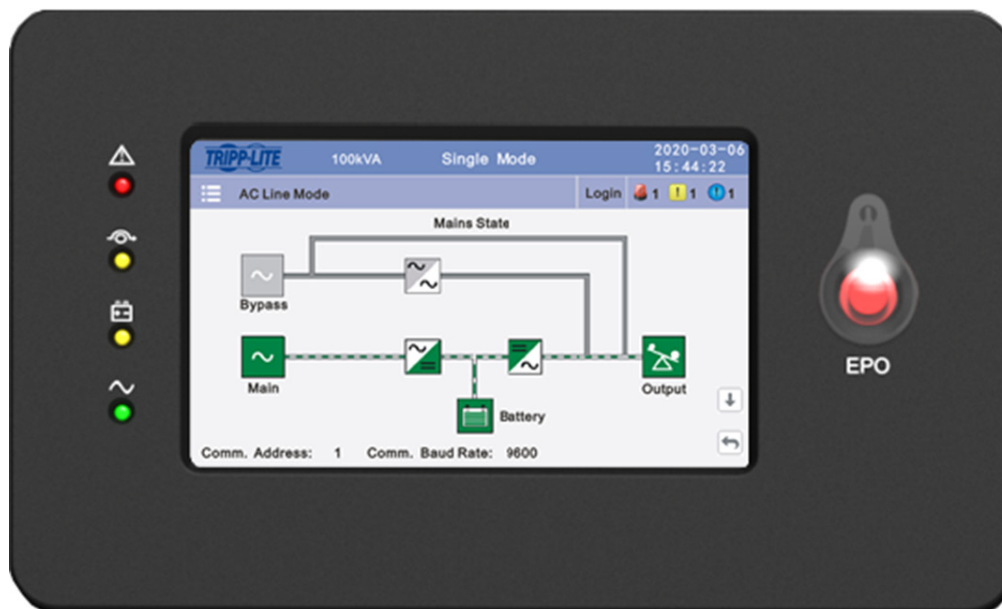 TRIPP-LITE 100kVA Single Mode 2020-03-06
15:44:22
AC Line Mode Login 1 ! 1 ! 1
Mains State
Bypass
Main
Output
Battery
Comm. Address: 1 Comm. Baud Rate: 9600
EPO